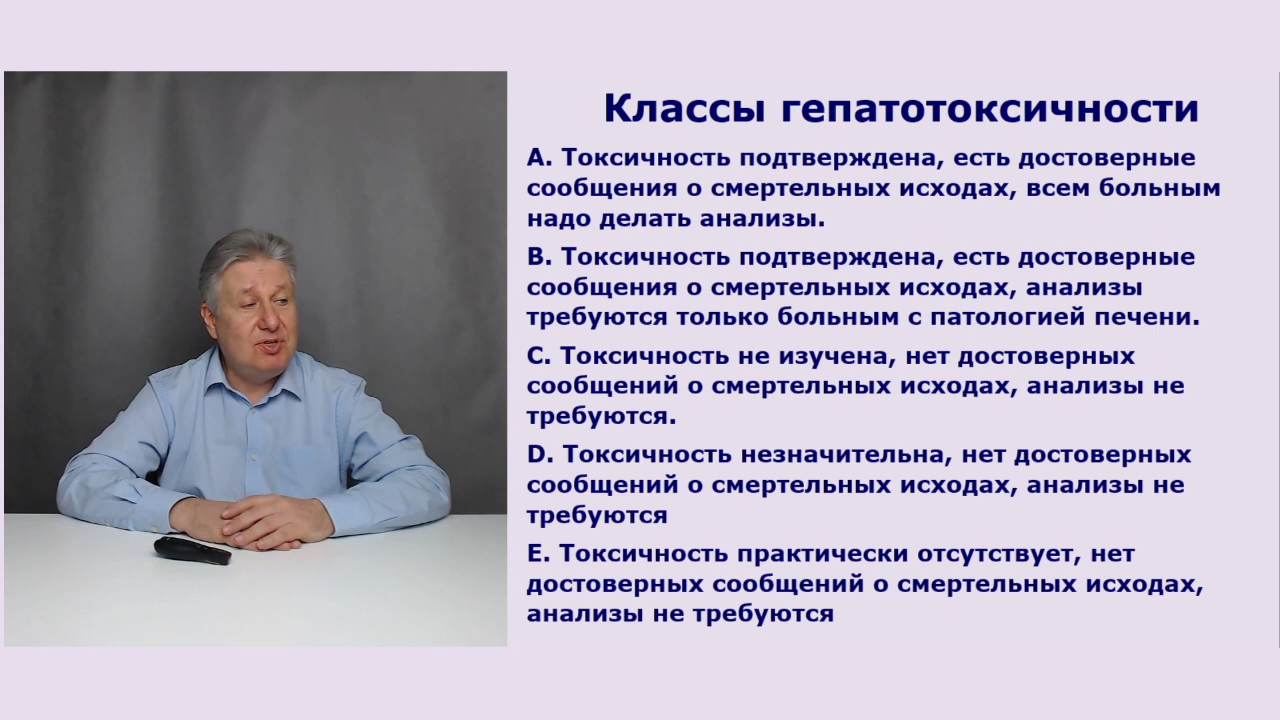 Классы гепатотоксичности
A. Токсичность подтверждена, есть достоверные
сообщения о смертельных исходах, всем больным
надо делать анализы.
B. Токсичность подтверждена, есть достоверные
сообщения о смертельных исходах, анализы
требуются только больным с патологией печени.
C. Токсичность не изучена, нет достоверных
сообщений о смертельных исходах, анализы не
требуются.
D. Токсичность незначительна, нет достоверных
сообщений о смертельных исходах, анализы не
требуются
E. Токсичность практически отсутствует, нет
достоверных сообщений о смертельных исходах,
анализы не требуются